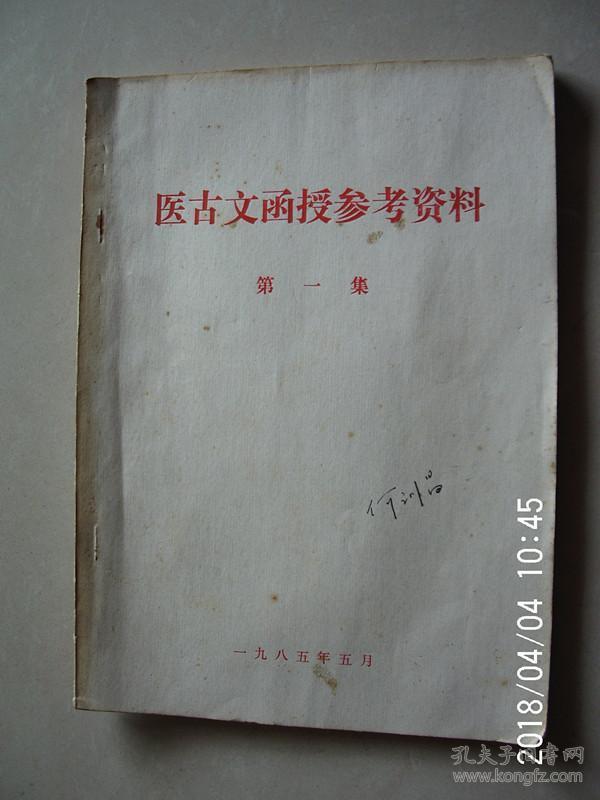 医古文函授参考资料
第一集
一九八五年五月
2018/04/04 10:45
孔夫子旧书网
www.kongfz.com